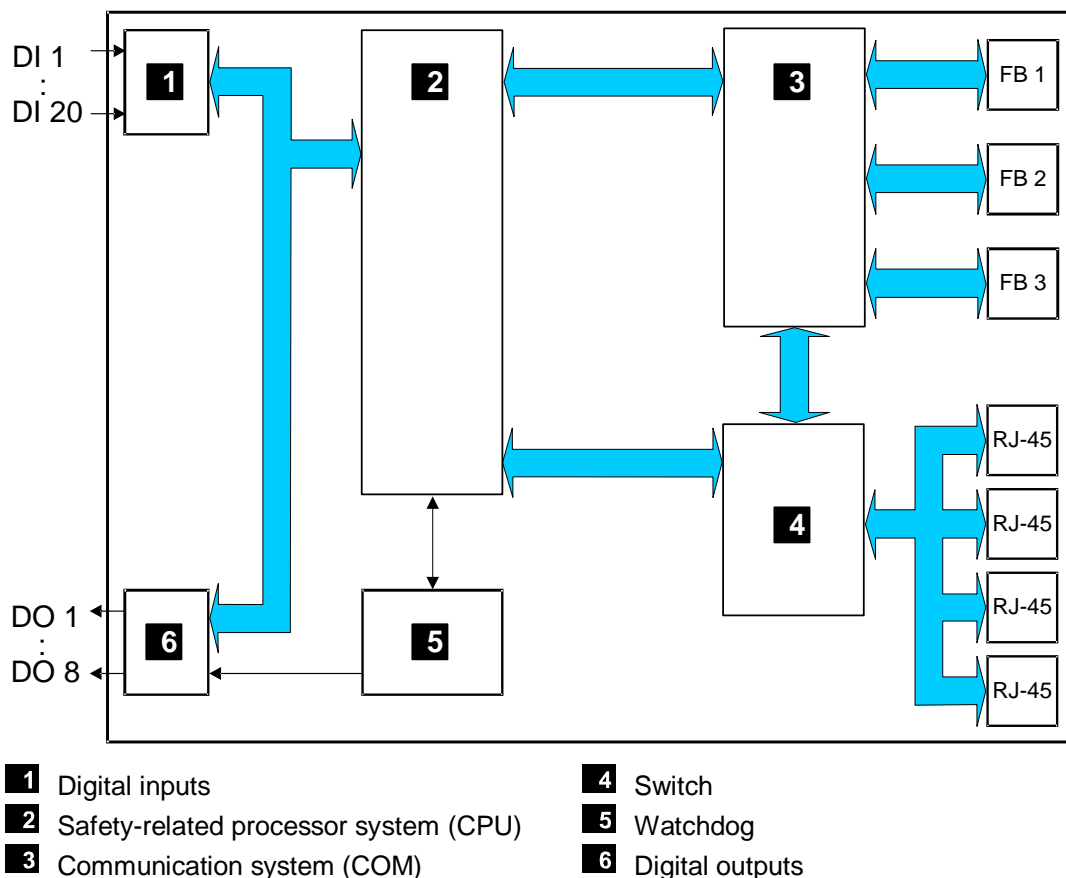 DI 1
:
DI 20
1
2
3
FB 1
FB 2
FB 3
RJ-45
RJ-45
RJ-45
RJ-45
4
DO 1
:
DO 8
6
5
1 Digital inputs
2 Safety-related processor system (CPU)
3 Communication system (COM)
4 Switch
5 Watchdog
6 Digital outputs